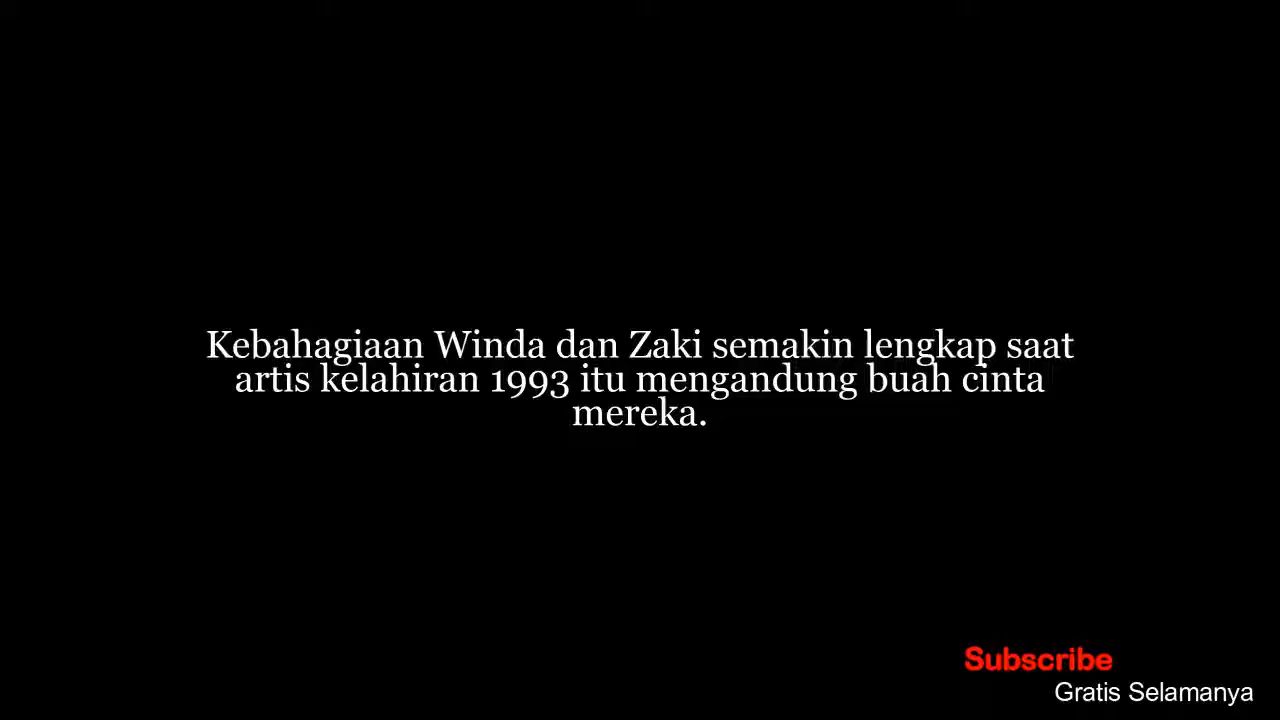 Kebahagiaan Winda dan Zaki semakin lengkap saat
artis kelahiran 1993 itu mengandung buah cinta
mereka.
Subscribe
Gratis Selamanya